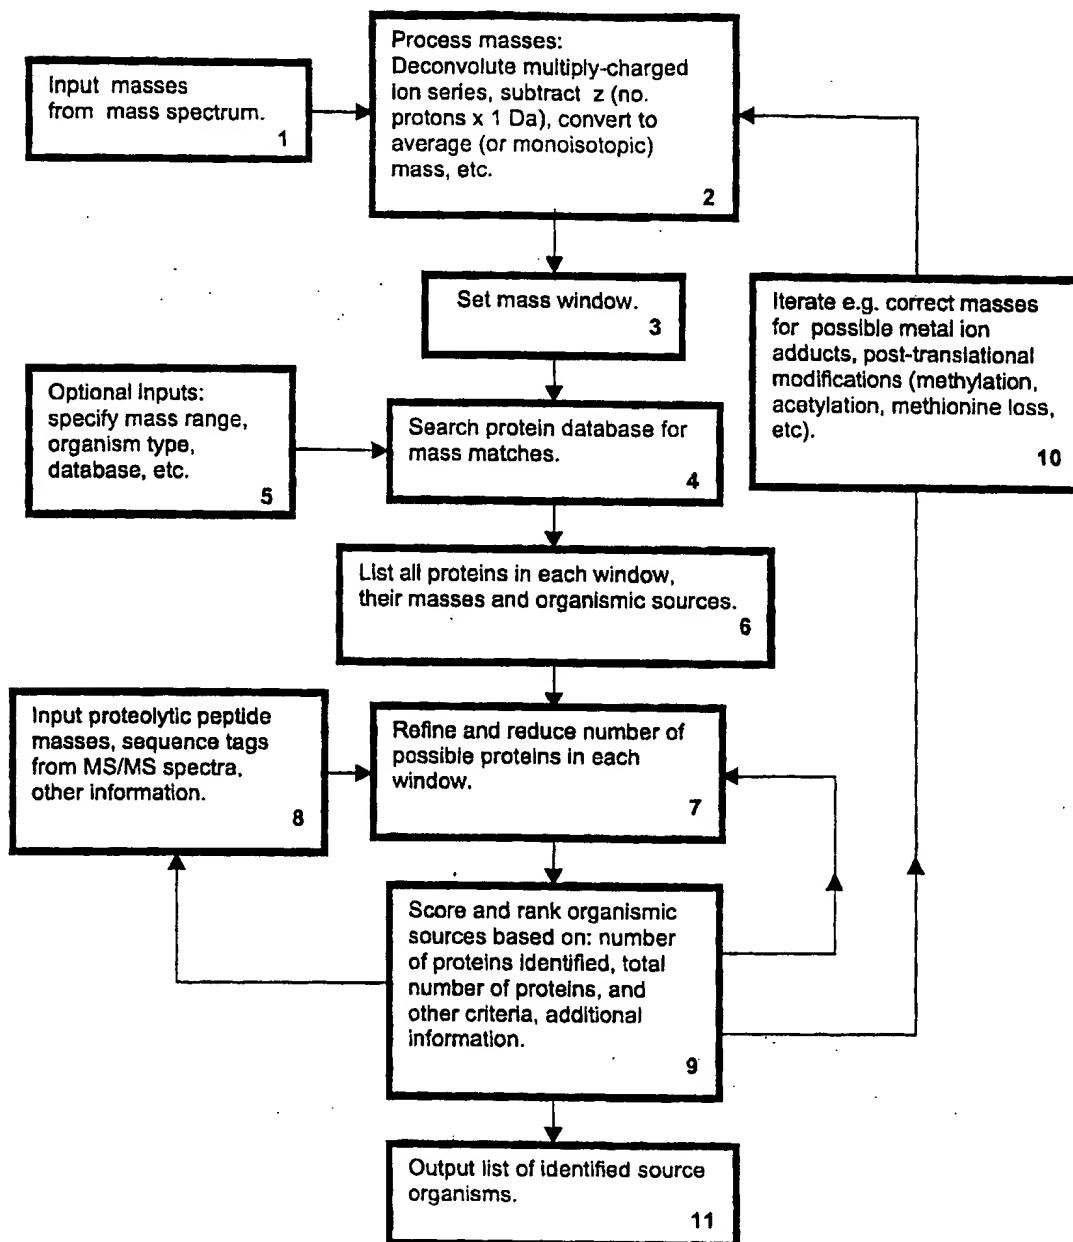 Input masses
from mass spectrum.
1
Process masses:
Deconvolute multiply-charged
ion series, subtract z (no.
protons x 1 Da), convert to
average (or monoisotopic)
mass, etc.
2
Set mass window.
3
Iterate e.g. correct masses
for possible metal ion
adducts, post-translational
modifications (methylation,
acetylation, methionine loss,
etc).
10
Optional Inputs:
specify mass range,
organism type,
database, etc.
5
Search protein database for
mass matches.
4
List all proteins in each window,
their masses and organismic sources.
6
Input proteolytic peptide
masses, sequence tags
from MS/MS spectra,
other information.
8
Refine and reduce number of
possible proteins in each
window.
7
Score and rank organismic
sources based on: number
of proteins identified, total
number of proteins, and
other criteria, additional
information.
9
Output list of identified source
organisms.
11